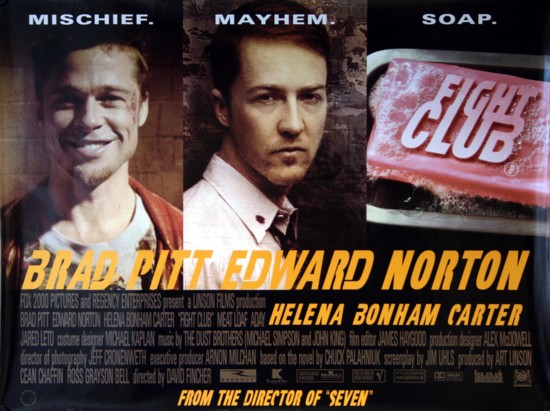 MISCHIEF.
MAYHEM.
SOAP.
FIGHT CLUB
BRAD PITT EDWARD NORTON
HELENA BONHAM CARTER
FOX 2000 PICTURES and REGENCY ENTERPRISES present a LINSON FILMS production
BRAD PITT EDWARD NORTON HELENA BONHAM CARTER "FIGHT CLUB" MEAT LOAF ADAY
JARED LETO costume designer MICHAEL KAPLAN music by THE DUST BROTHERS (MICHAEL SIMPSON and JOHN KING) film editor JAMES HAYGOOD production designer ALEX McDOWELL
director of photography JEFF CRONENWETH executive producer ARNON MILCHAN based on the novel by CHUCK PALAHNIUK screenplay by JIM UHLS produced by ART LINSON
CEAN CHAFFIN ROSS GRAYSON BELL directed by DAVID FINCHER
FROM THE DIRECTOR OF "SEVEN"